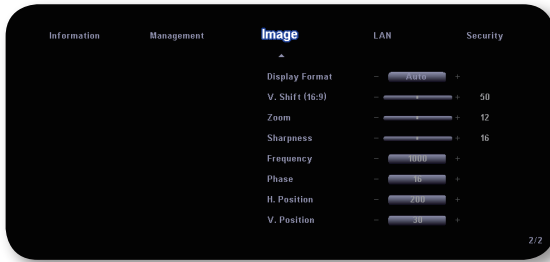 Information Management Image LAN Security
Display Format - Auto +
V. Shift (16:9) - + 50
Zoom - + 12
Sharpness - + 16
Frequency - 1000 +
Phase - 16 +
H. Position - 200 +
V. Position - 30 +
2/2